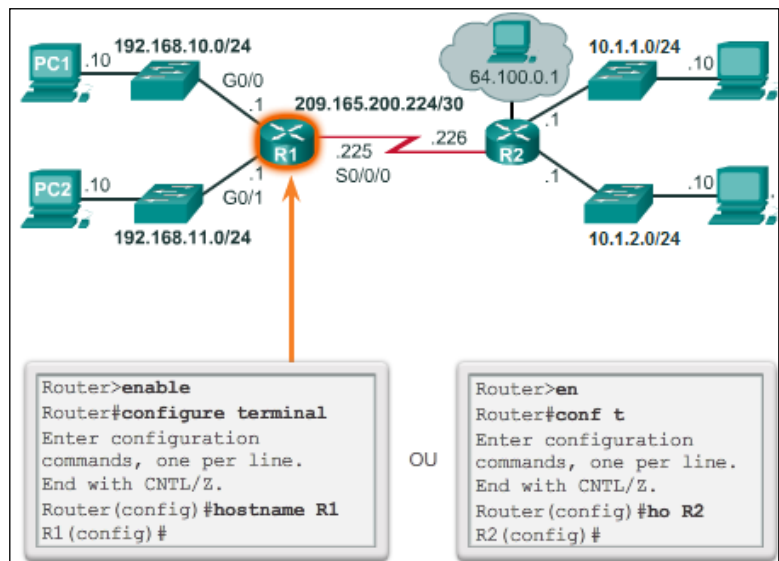 192.168.10.0/24
10.1.1.0/24
PC1
.10
G0/0
64.100.0.1
.10
.1
209.165.200.224/30
.1
R1
.225
.226
R2
S0/0/0
PC2
.10
.1
G0/1
.1
.10
192.168.11.0/24
10.1.2.0/24
Router>enable
Router#configure terminal
Enter configuration
commands, one per line.
End with CNTL/Z.
Router(config)#hostname R1
R1(config)#
OU
Router>en
Router#conf t
Enter configuration
commands, one per line.
End with CNTL/Z.
Router(config)#ho R2
R2(config)#